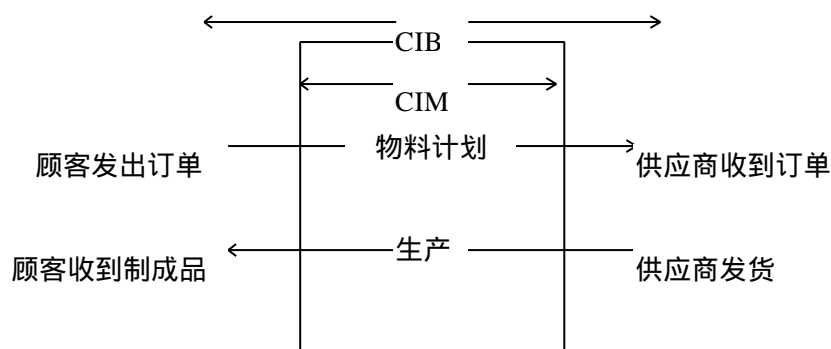 CIB
CIM
物料计划
顾客发出订单
供应商收到订单
生产
顾客收到制成品
供应商发货